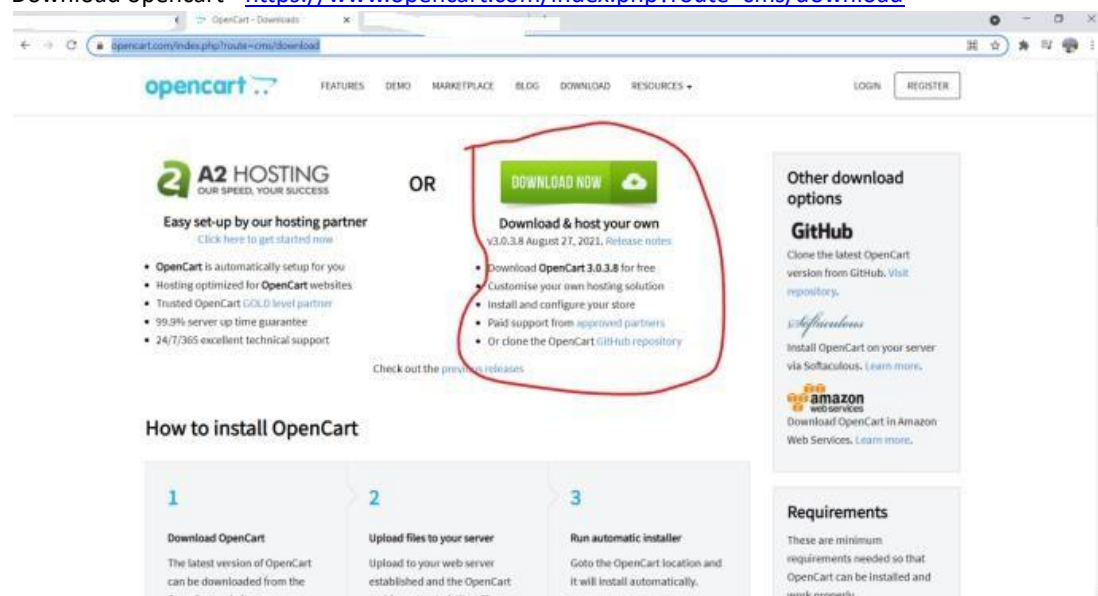 Download Opencart - https://www.opencart.com/index.php?route=cms/download
OpenCart - Downloads
opencart.com/index.php?route=cms/download
opencart
FEATURES DEMO MARKETPLACE BLOG DOWNLOAD RESOURCES
LOGIN REGISTER
A2 HOSTING
OUR SPEED, YOUR SUCCESS
Easy set-up by our hosting partner
Click here to get started now
• OpenCart is automatically setup for you
• Hosting optimized for OpenCart websites
• Trusted OpenCart GOLD level partner
• 99.9% server up time guarantee
• 24/7/365 excellent technical support
OR
DOWNLOAD NOW
Download & host your own
v3.0.3.8 August 27, 2021. Release notes
• Download OpenCart 3.0.3.8 for free
• Customise your own hosting solution
• Install and configure your store
• Paid support from approved partners
• Or clone the OpenCart GitHub repository
Check out the previous releases
Other download
options
GitHub
Clone the latest OpenCart
version from GitHub. Visit
repository.
Softaculous
Install OpenCart on your server
via Softaculous. Learn more.
amazon
web services
Download OpenCart in Amazon
Web Services. Learn more.
How to install OpenCart
1
Download OpenCart
The latest version of OpenCart
can be downloaded from the
2
Upload files to your server
Upload to your web server
established and the OpenCart
3
Run automatic installer
Goto the OpenCart location and
it will install automatically.
Requirements
These are minimum
requirements needed so that
OpenCart can be installed and
work properly.